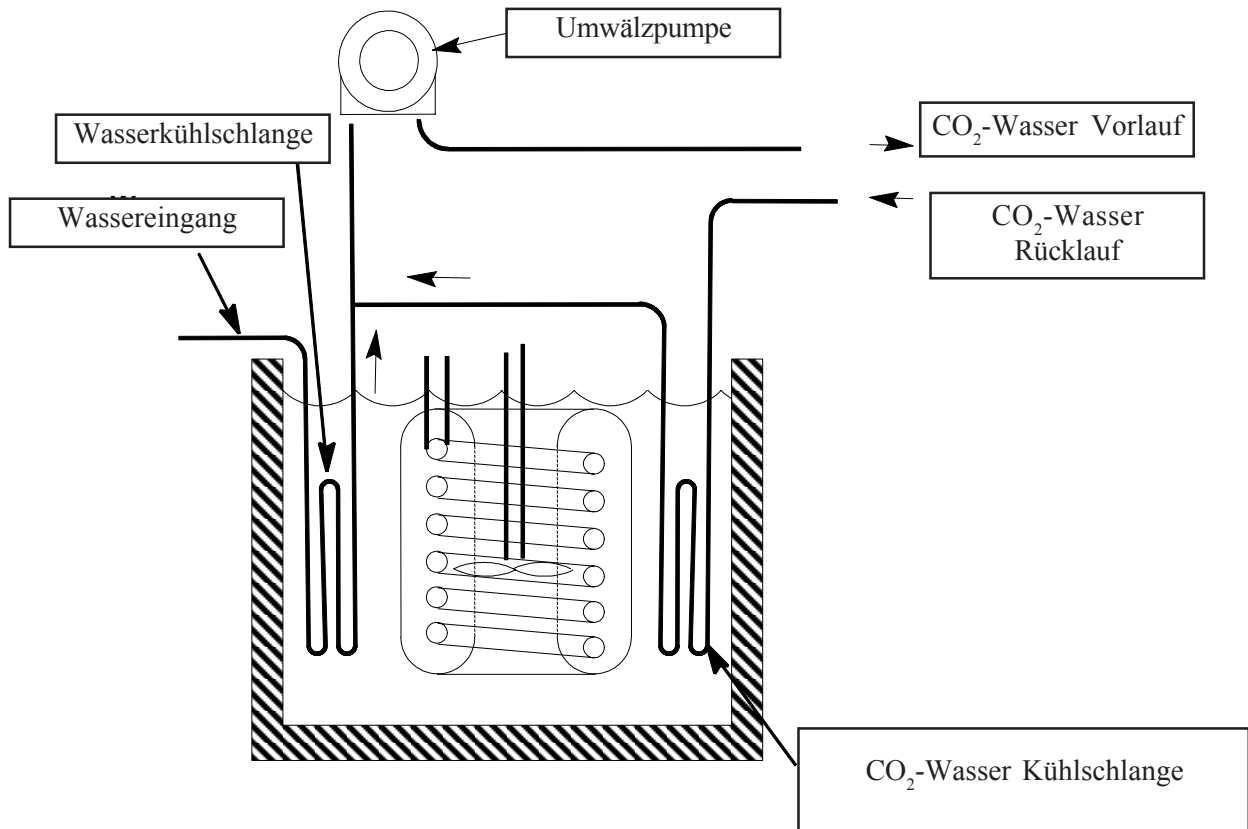 Umwälzpumpe
Wasserkühlschlange
CO₂-Wasser Vorlauf
Wassereingang
CO₂-Wasser
Rücklauf
CO₂-Wasser Kühlschlange